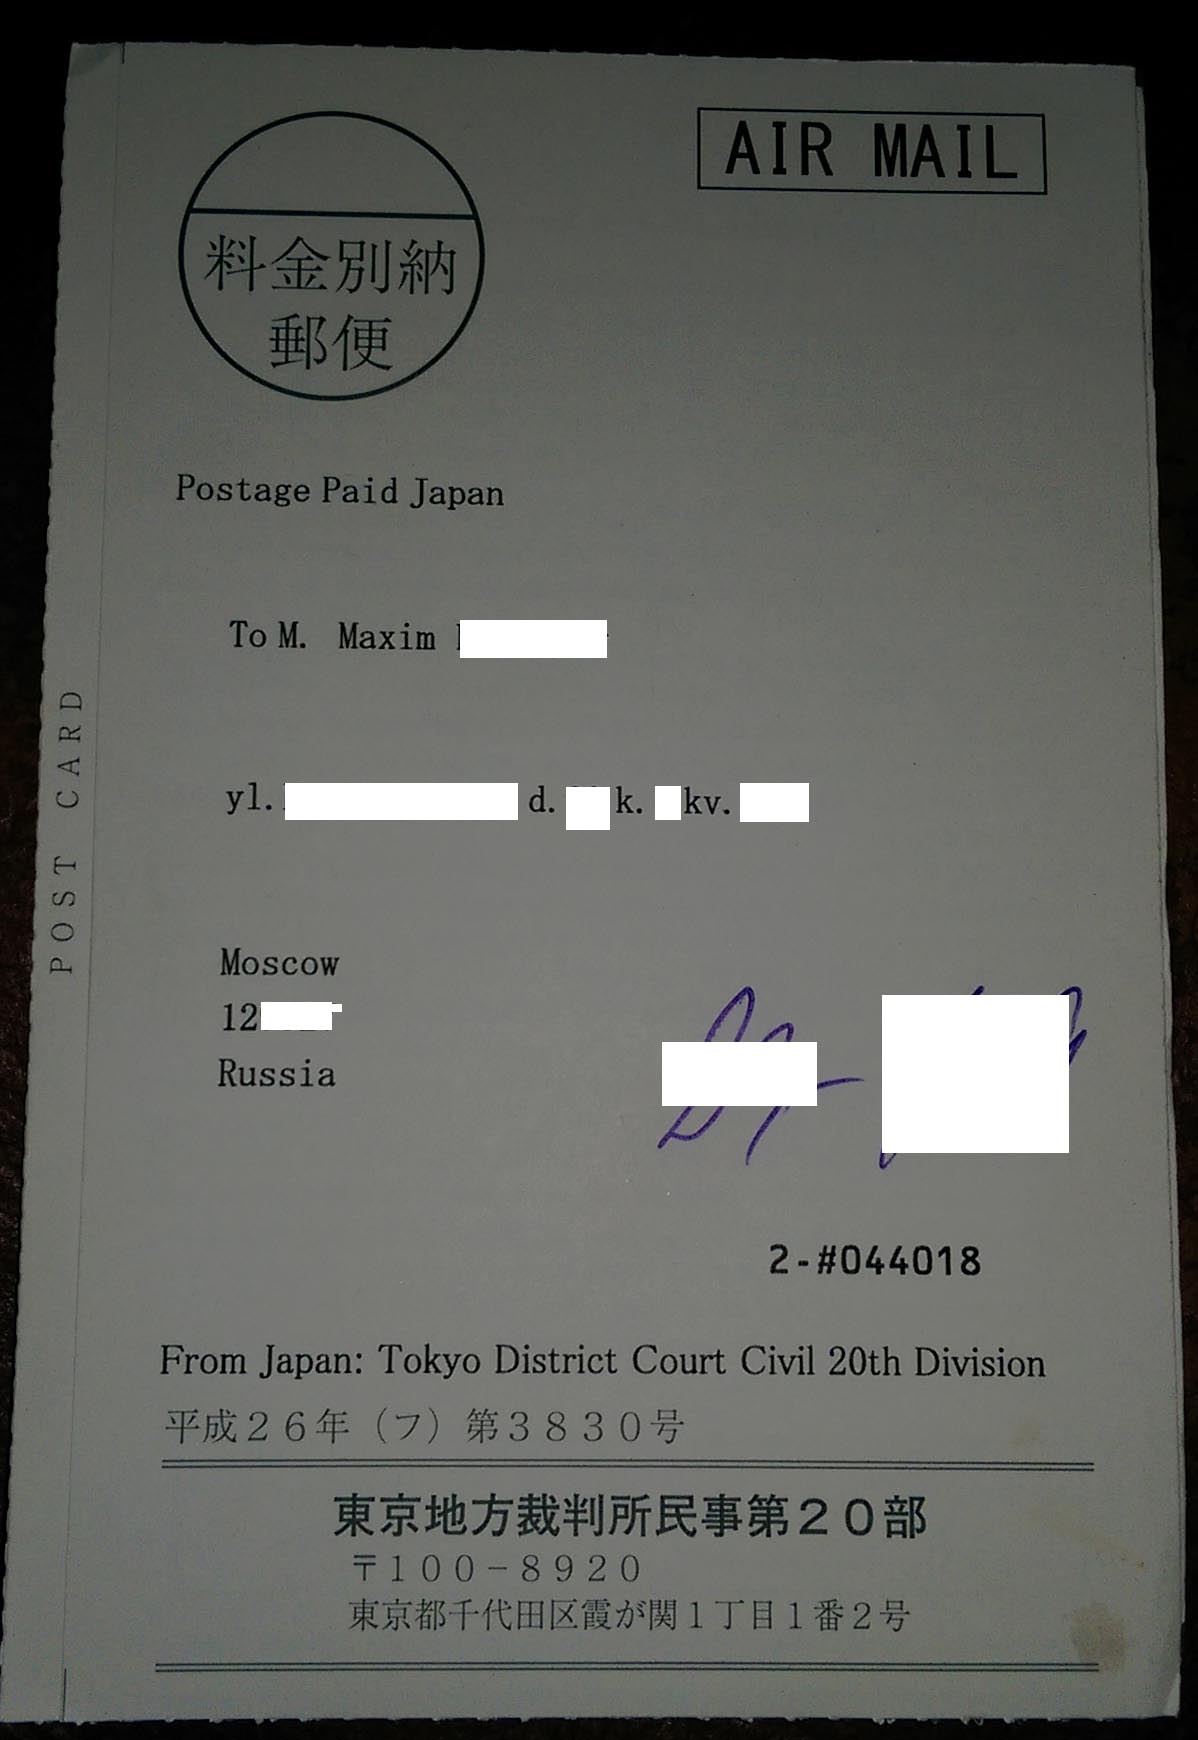 AIR MAIL
料金別納
郵便
Postage Paid Japan
To M. Maxim
yl. d. k. kv.
Moscow
12
Russia
POST CARD
2-#044018
From Japan: Tokyo District Court Civil 20th Division
平成２６年（フ）第３８３０号
東京地方裁判所民事第２０部
〒１００－８９２０
東京都千代田区霞が関１丁目１番２号